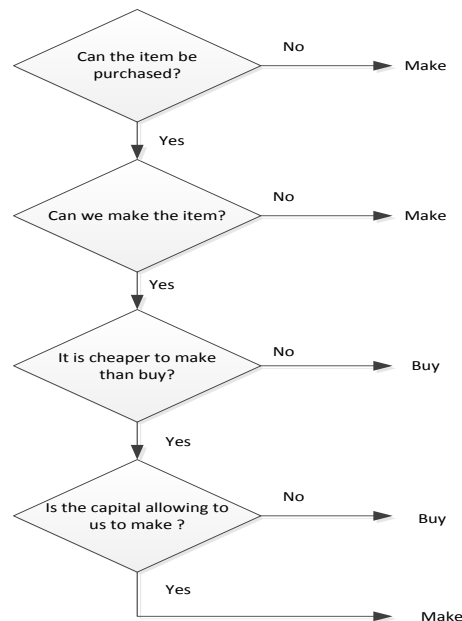 Can the item be
purchased?
No
Make
Yes
Can we make the item?
No
Make
Yes
It is cheaper to make
than buy?
No
Buy
Yes
Is the capital allowing to
us to make ?
No
Buy
Yes
Make